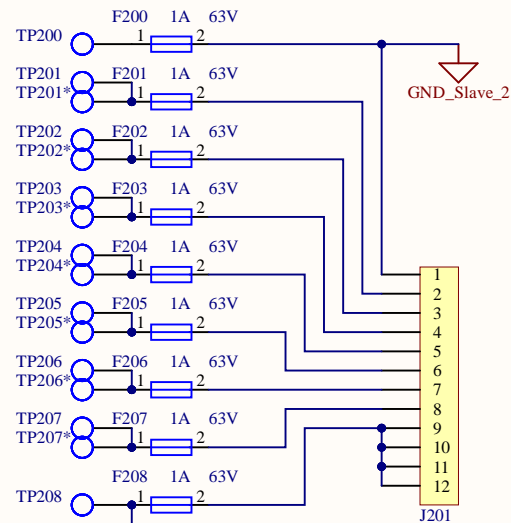 F200 1A 63V
TP200 1 2
GND_Slave_2
TP201 F201 1A 63V
TP201* 1 2
TP202 F202 1A 63V
TP202* 1 2
TP203 F203 1A 63V
TP203* 1 2
TP204 F204 1A 63V
TP204* 1 2
1
2
3
TP205 F205 1A 63V
TP205* 1 2
4
5
6
TP206 F206 1A 63V
TP206* 1 2
7
8
TP207 F207 1A 63V
TP207* 1 2
9
10
11
F208 1A 63V
12
TP208 1 2
J201